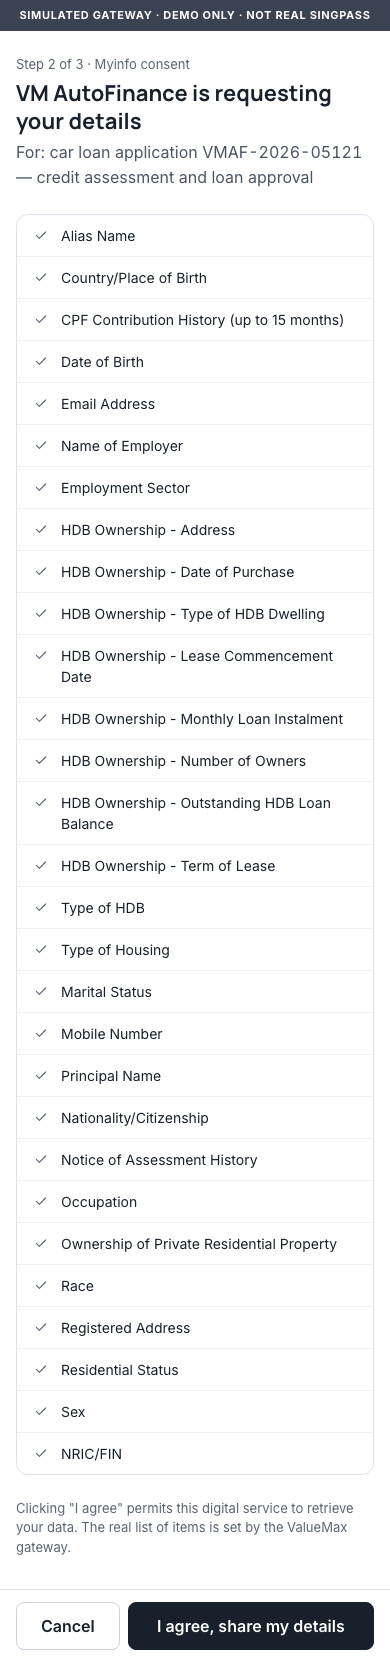 SIMULATED GATEWAY · DEMO ONLY · NOT REAL SINGPASS
Step 2 of 3 · Myinfo consent
VM AutoFinance is requesting
your details
For: car loan application VMAF-2026-05121
— credit assessment and loan approval
Alias Name
Country/Place of Birth
CPF Contribution History (up to 15 months)
Date of Birth
Email Address
Name of Employer
Employment Sector
HDB Ownership - Address
HDB Ownership - Date of Purchase
HDB Ownership - Type of HDB Dwelling
HDB Ownership - Lease Commencement
Date
HDB Ownership - Monthly Loan Instalment
HDB Ownership - Number of Owners
HDB Ownership - Outstanding HDB Loan
Balance
HDB Ownership - Term of Lease
Type of HDB
Type of Housing
Marital Status
Mobile Number
Principal Name
Nationality/Citizenship
Notice of Assessment History
Occupation
Ownership of Private Residential Property
Race
Registered Address
Residential Status
Sex
NRIC/FIN
Clicking "I agree" permits this digital service to retrieve
your data. The real list of items is set by the ValueMax
gateway.
Cancel
I agree, share my details